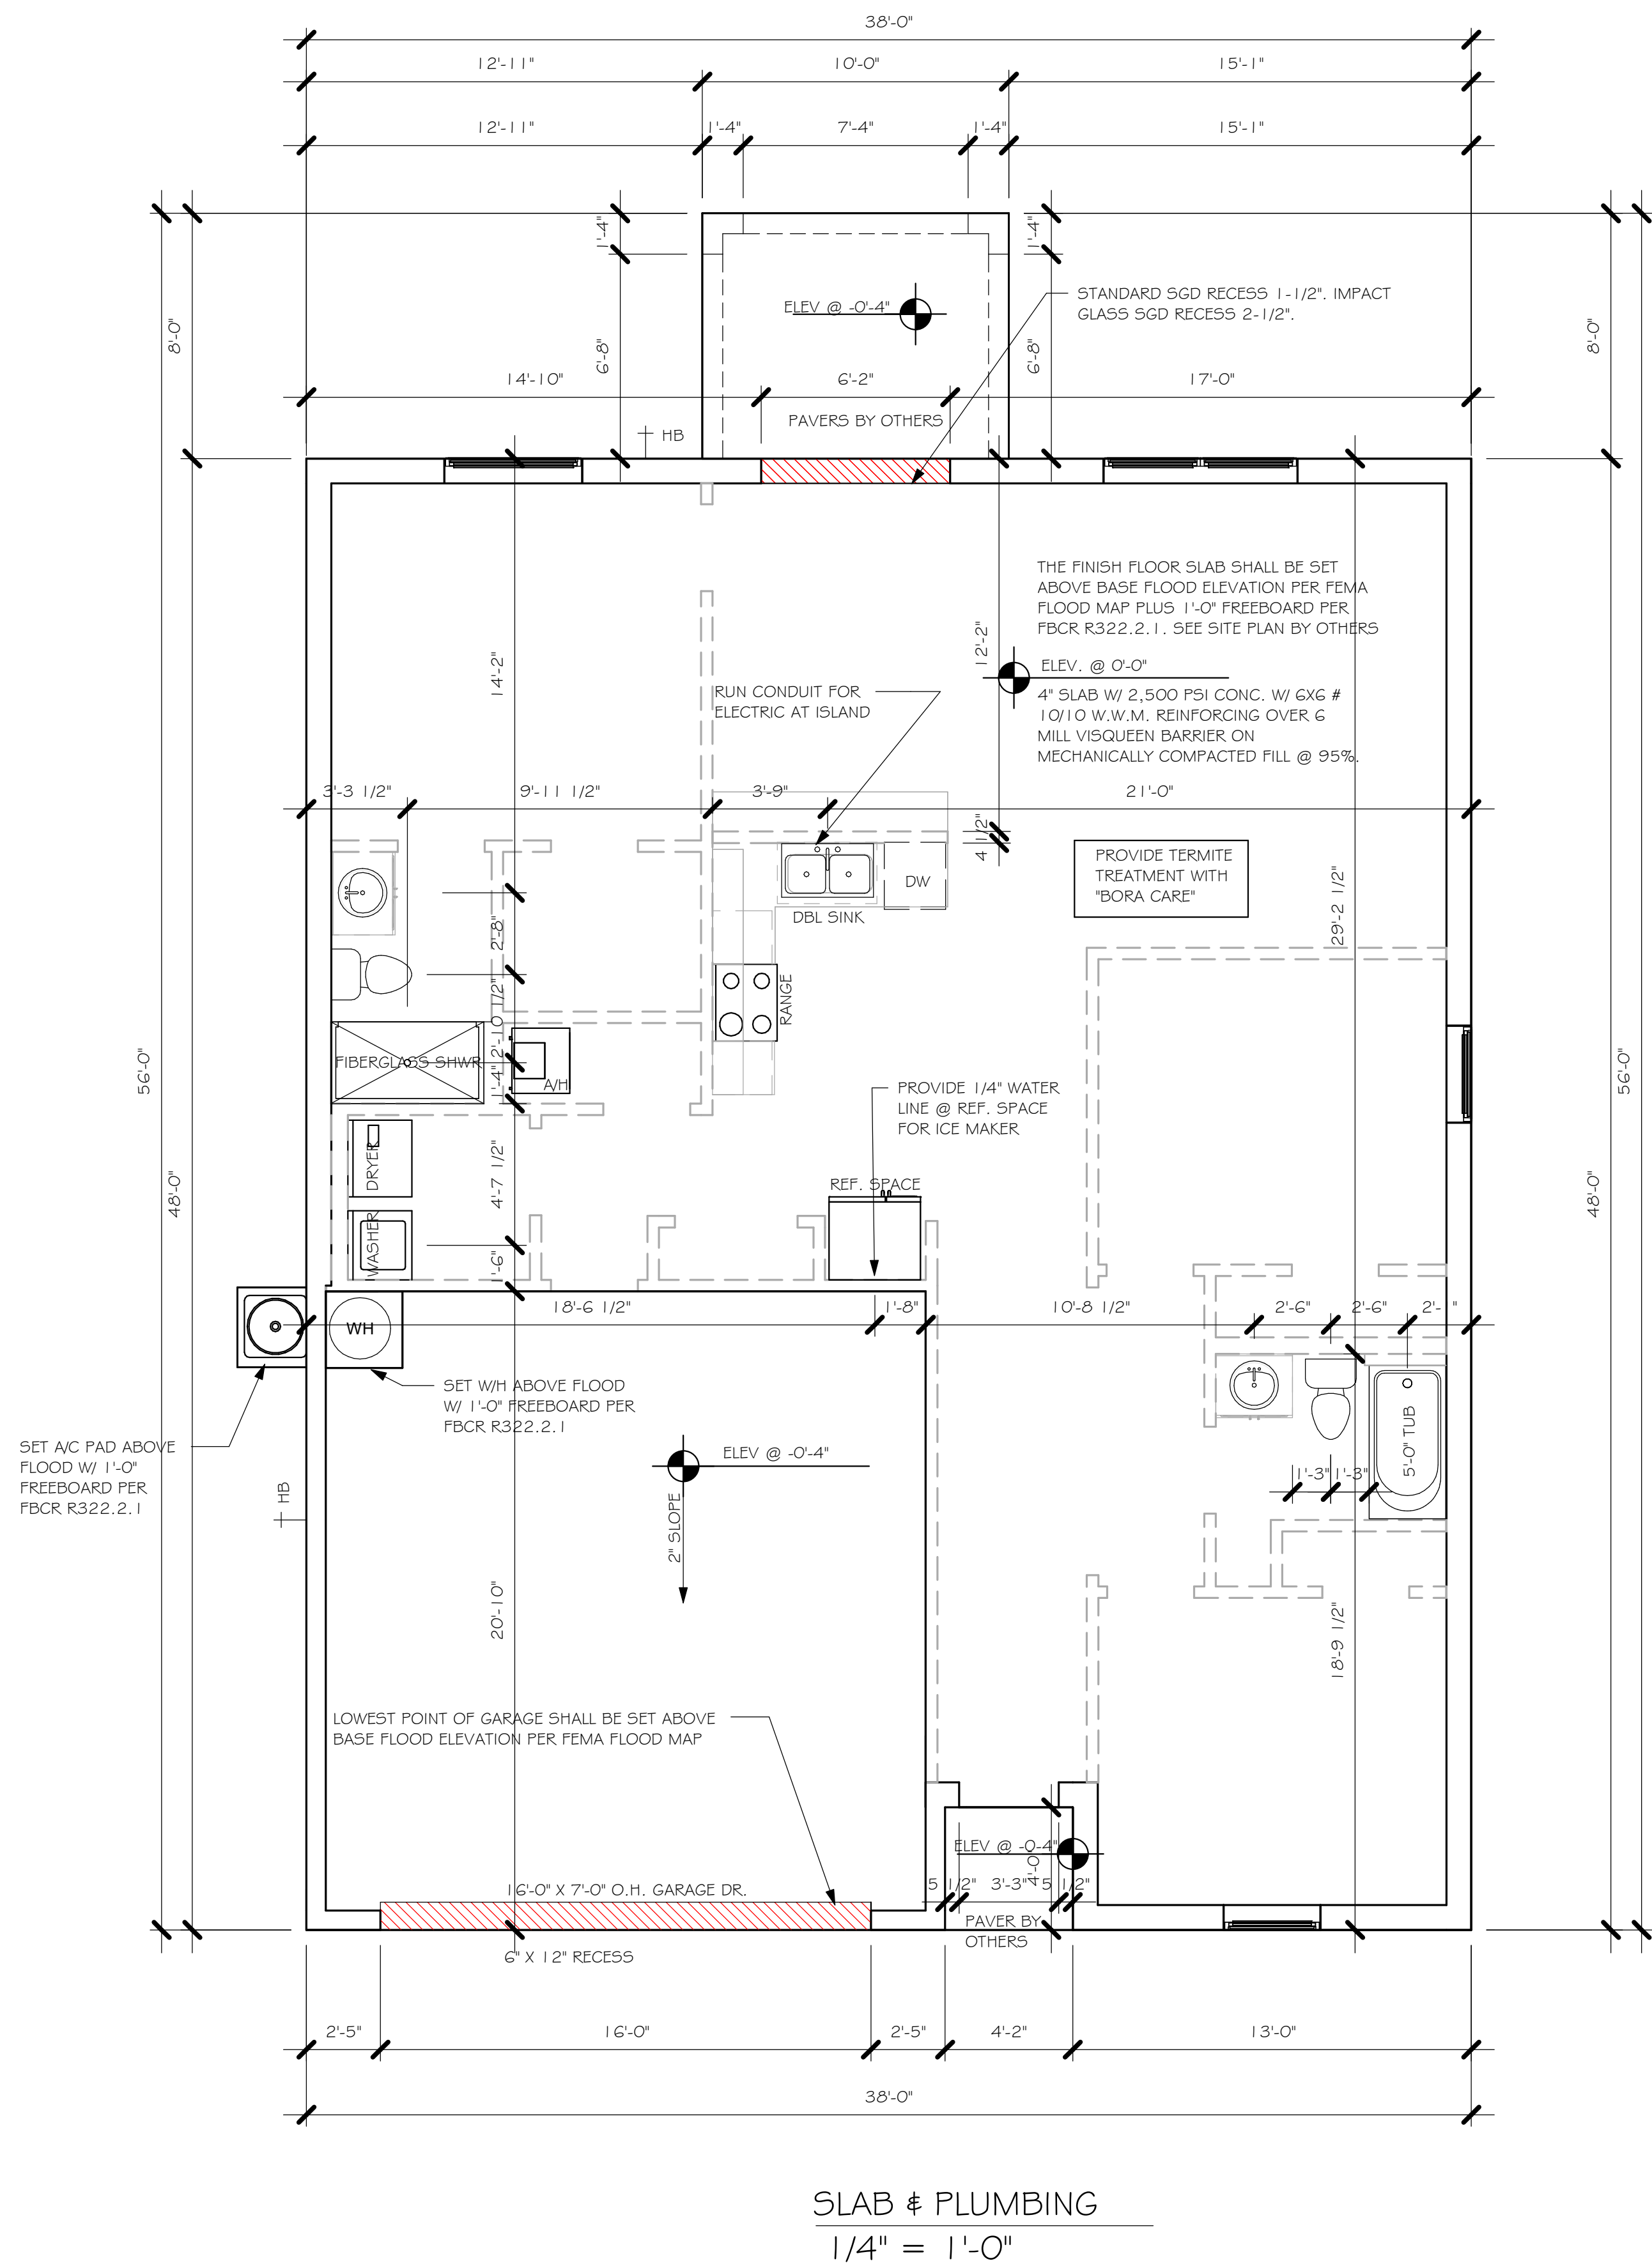 38'-0"
12'-11"
10'-0"
15'-1"
12'-11"
1'-4"
7'-4"
1'-4"
15'-1"
1'-4"
1'-4"
ELEV @ -0'-4"
STANDARD SGD RECESS 1-1/2". IMPACT
GLASS SGD RECESS 2-1/2".
8'-0"
6'-8"
6'-8"
8'-0"
14'-10"
6'-2"
17'-0"
PAVERS BY OTHERS
HB
THE FINISH FLOOR SLAB SHALL BE SET
ABOVE BASE FLOOD ELEVATION PER FEMA
FLOOD MAP PLUS 1'-0" FREEBOARD PER
FBCR R322.2.1. SEE SITE PLAN BY OTHERS
14'-2"
12'-2"
ELEV. @ 0'-0"
RUN CONDUIT FOR
ELECTRIC AT ISLAND
4" SLAB W/ 2,500 PSI CONC. W/ 6X6 #
10/10 W.W.M. REINFORCING OVER 6
MILL VISQUEEN BARRIER ON
MECHANICALLY COMPACTED FILL @ 95%.
3'-3 1/2"
9'-11 1/2"
3'-9"
21'-0"
4 1/2"
PROVIDE TERMITE
TREATMENT WITH
"BORA CARE"
DW
DBL SINK
29'-2 1/2"
2'-8"
RANGE
2'-10 1/2"
FIBERGLASS SHWR
1'-4"
A/H
56'-0"
56'-0"
PROVIDE 1/4" WATER
LINE @ REF. SPACE
FOR ICE MAKER
DRYER
4'-7 1/2"
48'-0"
REF. SPACE
48'-0"
WASHER
1'-6"
18'-6 1/2"
1'-8"
10'-8 1/2"
2'-6"
2'-6"
WH
SET W/H ABOVE FLOOD
W/ 1'-0" FREEBOARD PER
FBCR R322.2.1
SET A/C PAD ABOVE
FLOOD W/ 1'-0"
FREEBOARD PER
FBCR R322.2.1
ELEV @ -0'-4"
5'-0" TUB
1'-3"
1'-3"
HB
2" SLOPE
20'-10"
18'-9 1/2"
LOWEST POINT OF GARAGE SHALL BE SET ABOVE
BASE FLOOD ELEVATION PER FEMA FLOOD MAP
ELEV @ -0-4"
4'-0"
16'-0" X 7'-0" O.H. GARAGE DR.
5 1/2"
3'-3"
5 1/2"
PAVER BY
OTHERS
6" X 12" RECESS
2'-5"
16'-0"
2'-5"
4'-2"
13'-0"
38'-0"
SLAB & PLUMBING
1/4" = 1'-0"